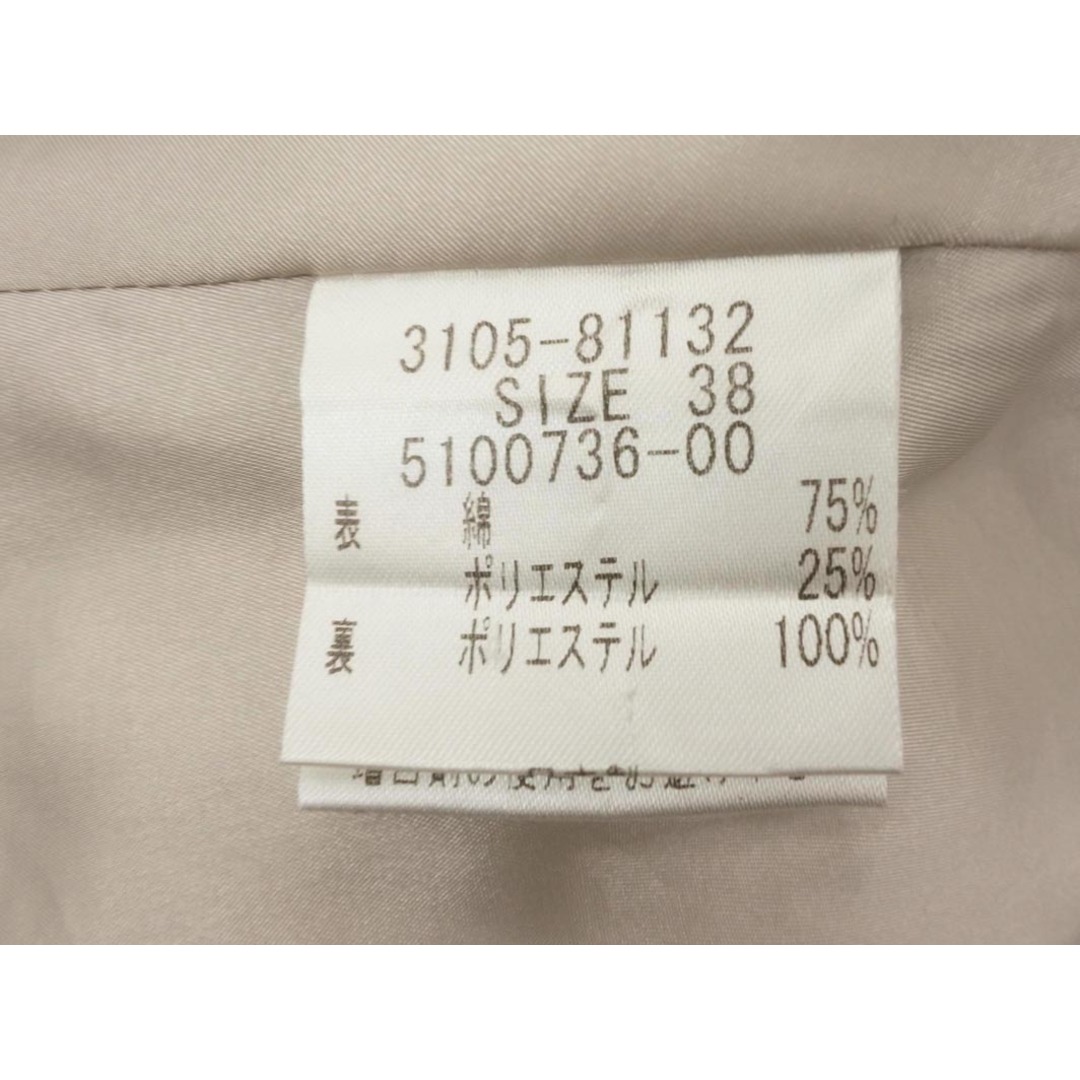 3105-81132
SIZE 38
5100736-00
表 綿 75%
ポリエステル 25%
裏 ポリエステル 100%